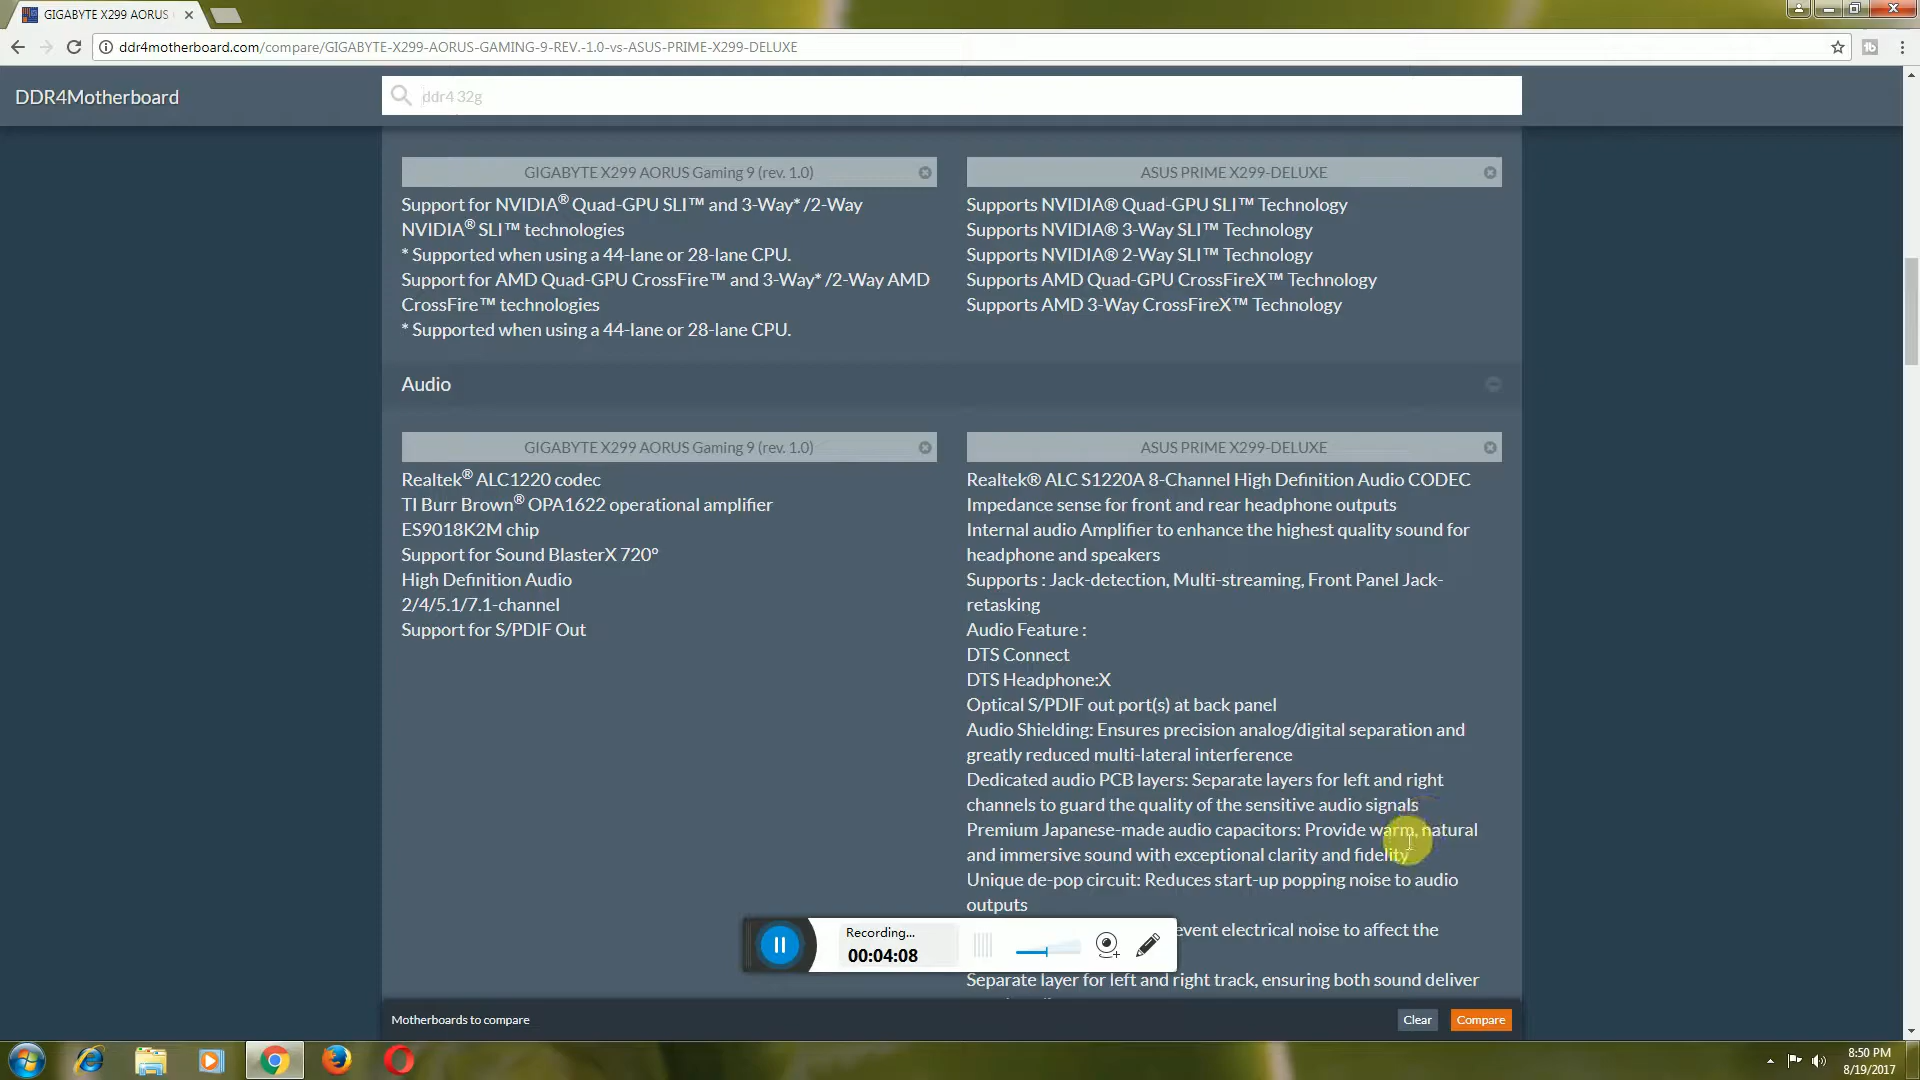 GIGABYTE X299 AORUS
ddr4motherboard.com/compare/GIGABYTE-X299-AORUS-GAMING-9-REV.-1.0-vs-ASUS-PRIME-X299-DELUXE
DDR4Motherboard
ddr4 32g
GIGABYTE X299 AORUS Gaming 9 (rev. 1.0)
Support for NVIDIA® Quad-GPU SLI™ and 3-Way* /2-Way
NVIDIA® SLI™ technologies
* Supported when using a 44-lane or 28-lane CPU.
Support for AMD Quad-GPU CrossFire™ and 3-Way* /2-Way AMD
CrossFire™ technologies
* Supported when using a 44-lane or 28-lane CPU.
ASUS PRIME X299-DELUXE
Supports NVIDIA® Quad-GPU SLI™ Technology
Supports NVIDIA® 3-Way SLI™ Technology
Supports NVIDIA® 2-Way SLI™ Technology
Supports AMD Quad-GPU CrossFireX™ Technology
Supports AMD 3-Way CrossFireX™ Technology
Audio
GIGABYTE X299 AORUS Gaming 9 (rev. 1.0)
Realtek® ALC1220 codec
TI Burr Brown® OPA1622 operational amplifier
ES9018K2M chip
Support for Sound BlasterX 720°
High Definition Audio
2/4/5.1/7.1-channel
Support for S/PDIF Out
ASUS PRIME X299-DELUXE
Realtek® ALC S1220A 8-Channel High Definition Audio CODEC
Impedance sense for front and rear headphone outputs
Internal audio Amplifier to enhance the highest quality sound for
headphone and speakers
Supports : Jack-detection, Multi-streaming, Front Panel Jack-
retasking
Audio Feature :
DTS Connect
DTS Headphone:X
Optical S/PDIF out port(s) at back panel
Audio Shielding: Ensures precision analog/digital separation and
greatly reduced multi-lateral interference
Dedicated audio PCB layers: Separate layers for left and right
channels to guard the quality of the sensitive audio signals
Premium Japanese-made audio capacitors: Provide warm, natural
and immersive sound with exceptional clarity and fidelity
Unique de-pop circuit: Reduces start-up popping noise to audio
outputs
event electrical noise to affect the
Separate layer for left and right track, ensuring both sound deliver
Recording...
00:04:08
Motherboards to compare
Clear
Compare
8:50 PM
8/19/2017